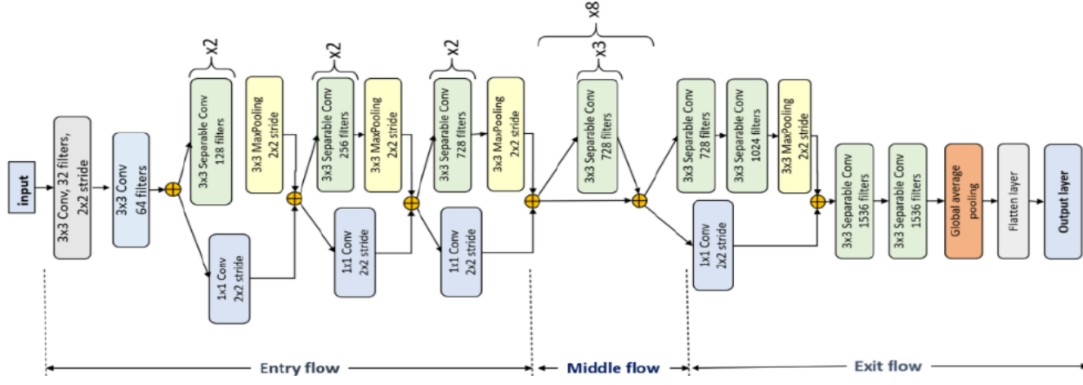 input
3x3 Conv, 32 filters,
2x2 stride
3x3 Conv
64 filters
x2
3x3 Separable Conv
128 filters
3x3 MaxPooling
2x2 stride
1x1 Conv
2x2 stride
x2
3x3 Separable Conv
256 filters
3x3 MaxPooling
2x2 stride
1x1 Conv
2x2 stride
x2
3x3 Separable Conv
728 filters
3x3 MaxPooling
2x2 stride
1x1 Conv
2x2 stride
x8
x3
3x3 Separable Conv
728 filters
3x3 Separable Conv
728 filters
3x3 Separable Conv
1024 filters
3x3 MaxPooling
2x2 stride
1x1 Conv
2x2 stride
3x3 Separable Conv
1536 filters
3x3 Separable Conv
1536 filters
Global average
pooling
Flatten layer
Output layer
Entry flow
Middle flow
Exit flow